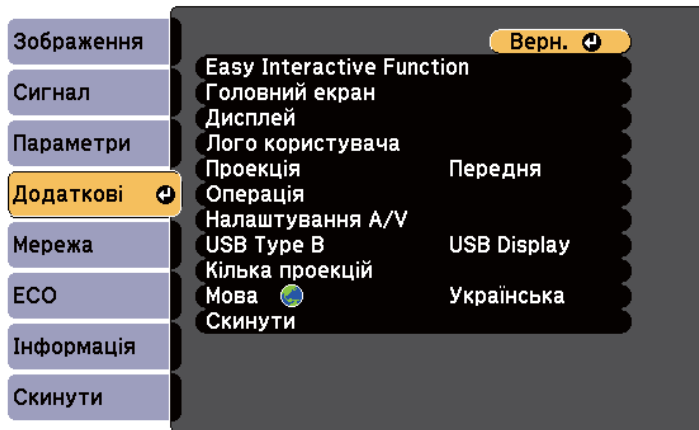 Зображення
Сигнал
Параметри
Додаткові
Мережа
ECO
Інформація
Скинути
Верн.
Easy Interactive Function
Головний екран
Дисплей
Лого користувача
Проекція Передня
Операція
Налаштування A/V
USB Type B USB Display
Кілька проекцій
Мова Українська
Скинути